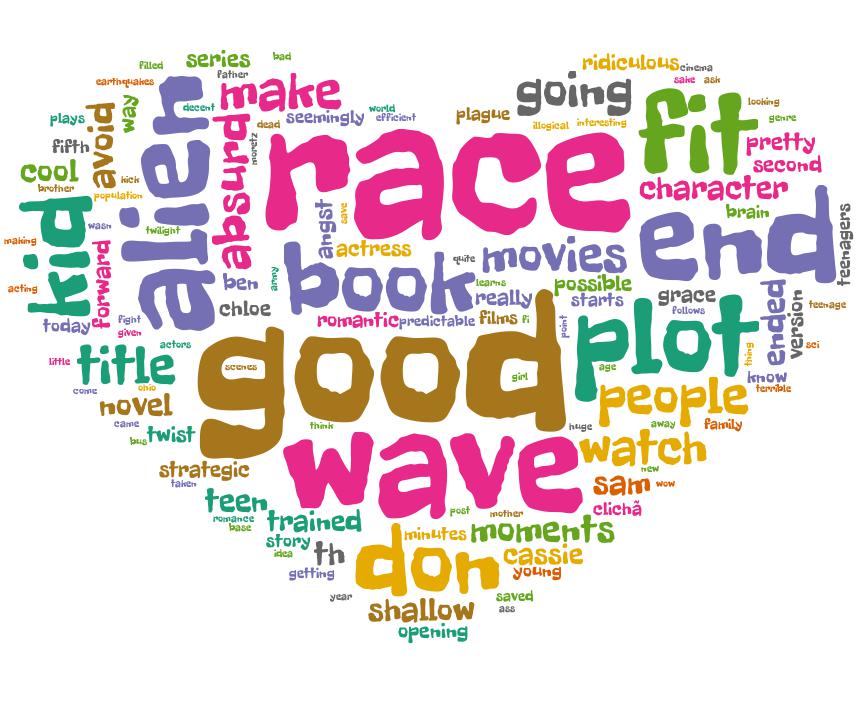 series
bad
filled
father
ridiculous
cinema
earthquakes
make
going
sake
ask
alien
decent
world
looking
avoid
way
seemingly
efficient
plague
fit
genre
plays
absurd
dead
race
illogical
interesting
fifth
moretz
pretty
second
cool
kick
character
brother
population
kid
wasn
angst
save
brain
end
teenagers
twilight
actress
making
forward
book
quite
movies
ben
army
learns
possible
acting
really
starts
grace
ended
version
teenage
chloe
follows
today
fight
given
romantic
predictable
films
fi
point
plot
sci
little
title
actors
good
scenes
thing
come
ohio
girl
age
know
terrible
novel
people
came
bus
twist
think
huge
away
family
wave
watch
strategic
taken
new
sam
wow
teen
romance
base
trained
post
mother
clichã
story
idea
th
don
minutes
moments
cassie
getting
young
year
shallow
saved
ass
opening